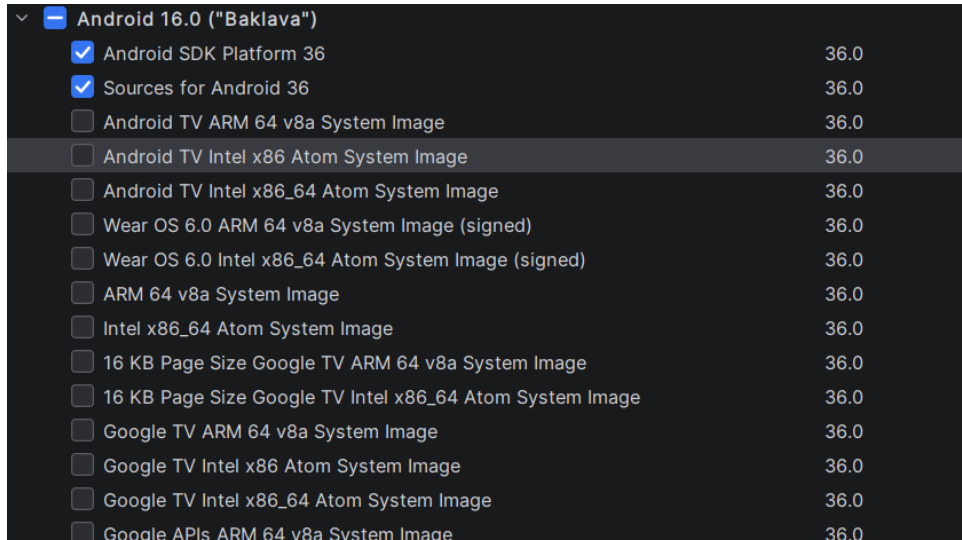 Android 16.0 ("Baklava")
Android SDK Platform 36 36.0
Sources for Android 36 36.0
Android TV ARM 64 v8a System Image 36.0
Android TV Intel x86 Atom System Image 36.0
Android TV Intel x86_64 Atom System Image 36.0
Wear OS 6.0 ARM 64 v8a System Image (signed) 36.0
Wear OS 6.0 Intel x86_64 Atom System Image (signed) 36.0
ARM 64 v8a System Image 36.0
Intel x86_64 Atom System Image 36.0
16 KB Page Size Google TV ARM 64 v8a System Image 36.0
16 KB Page Size Google TV Intel x86_64 Atom System Image 36.0
Google TV ARM 64 v8a System Image 36.0
Google TV Intel x86 Atom System Image 36.0
Google TV Intel x86_64 Atom System Image 36.0
Google APIs ARM 64 v8a System Image 36.0